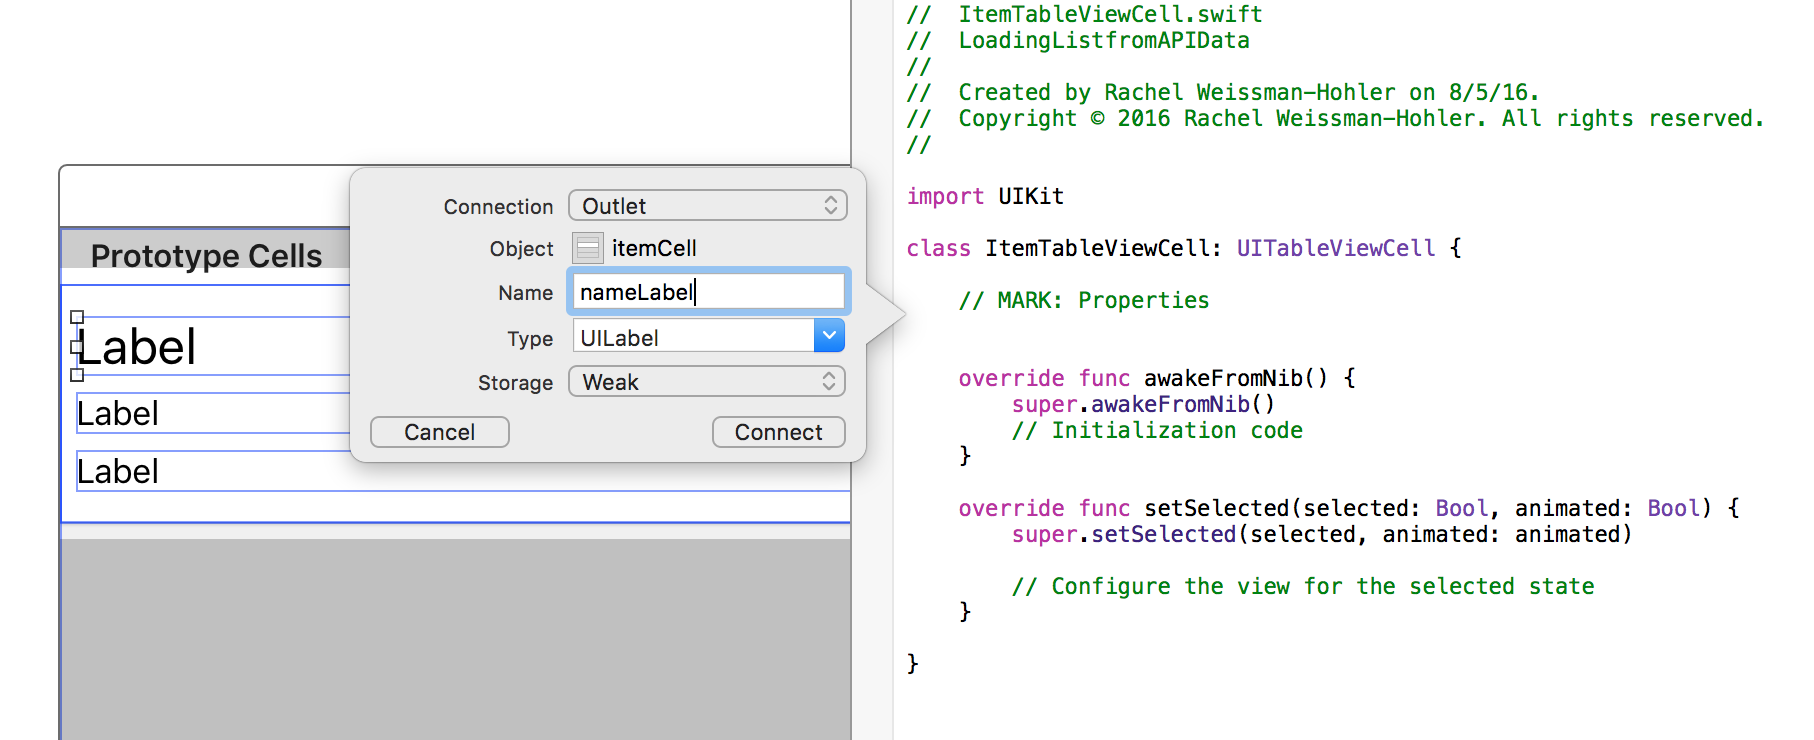 Prototype Cells
Label
Label
Label
Connection Outlet
Object itemCell
Name nameLabel
Type UILabel
Storage Weak
Cancel Connect
//  ItemTableViewCell.swift
//  LoadingListfromAPIData
//
//  Created by Rachel Weissman-Hohler on 8/5/16.
//  Copyright © 2016 Rachel Weissman-Hohler. All rights reserved.
//
import UIKit
class ItemTableViewCell: UITableViewCell {
    // MARK: Properties
    override func awakeFromNib() {
        super.awakeFromNib()
        // Initialization code
    }
    override func setSelected(selected: Bool, animated: Bool) {
        super.setSelected(selected, animated: animated)
        // Configure the view for the selected state
    }
}